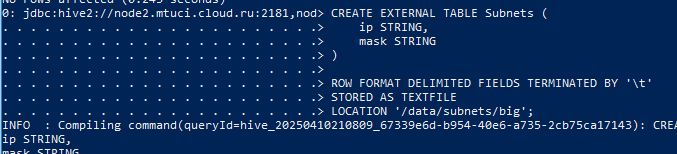 No rows affected (0.245 seconds)
0: jdbc:hive2://node2.mtuci.cloud.ru:2181,nod> CREATE EXTERNAL TABLE Subnets (
. . . . . . . . . . . . . . . . . . . . . . .> ip STRING,
. . . . . . . . . . . . . . . . . . . . . . .> mask STRING
. . . . . . . . . . . . . . . . . . . . . . .> )
. . . . . . . . . . . . . . . . . . . . . . .>
. . . . . . . . . . . . . . . . . . . . . . .> ROW FORMAT DELIMITED FIELDS TERMINATED BY '\t'
. . . . . . . . . . . . . . . . . . . . . . .> STORED AS TEXTFILE
. . . . . . . . . . . . . . . . . . . . . . .> LOCATION '/data/subnets/big';
INFO : Compiling command(queryId=hive_20250410210809_67339e6d-b954-40e6-a735-2cb75ca17143): CREA
ip STRING,
mask STRING